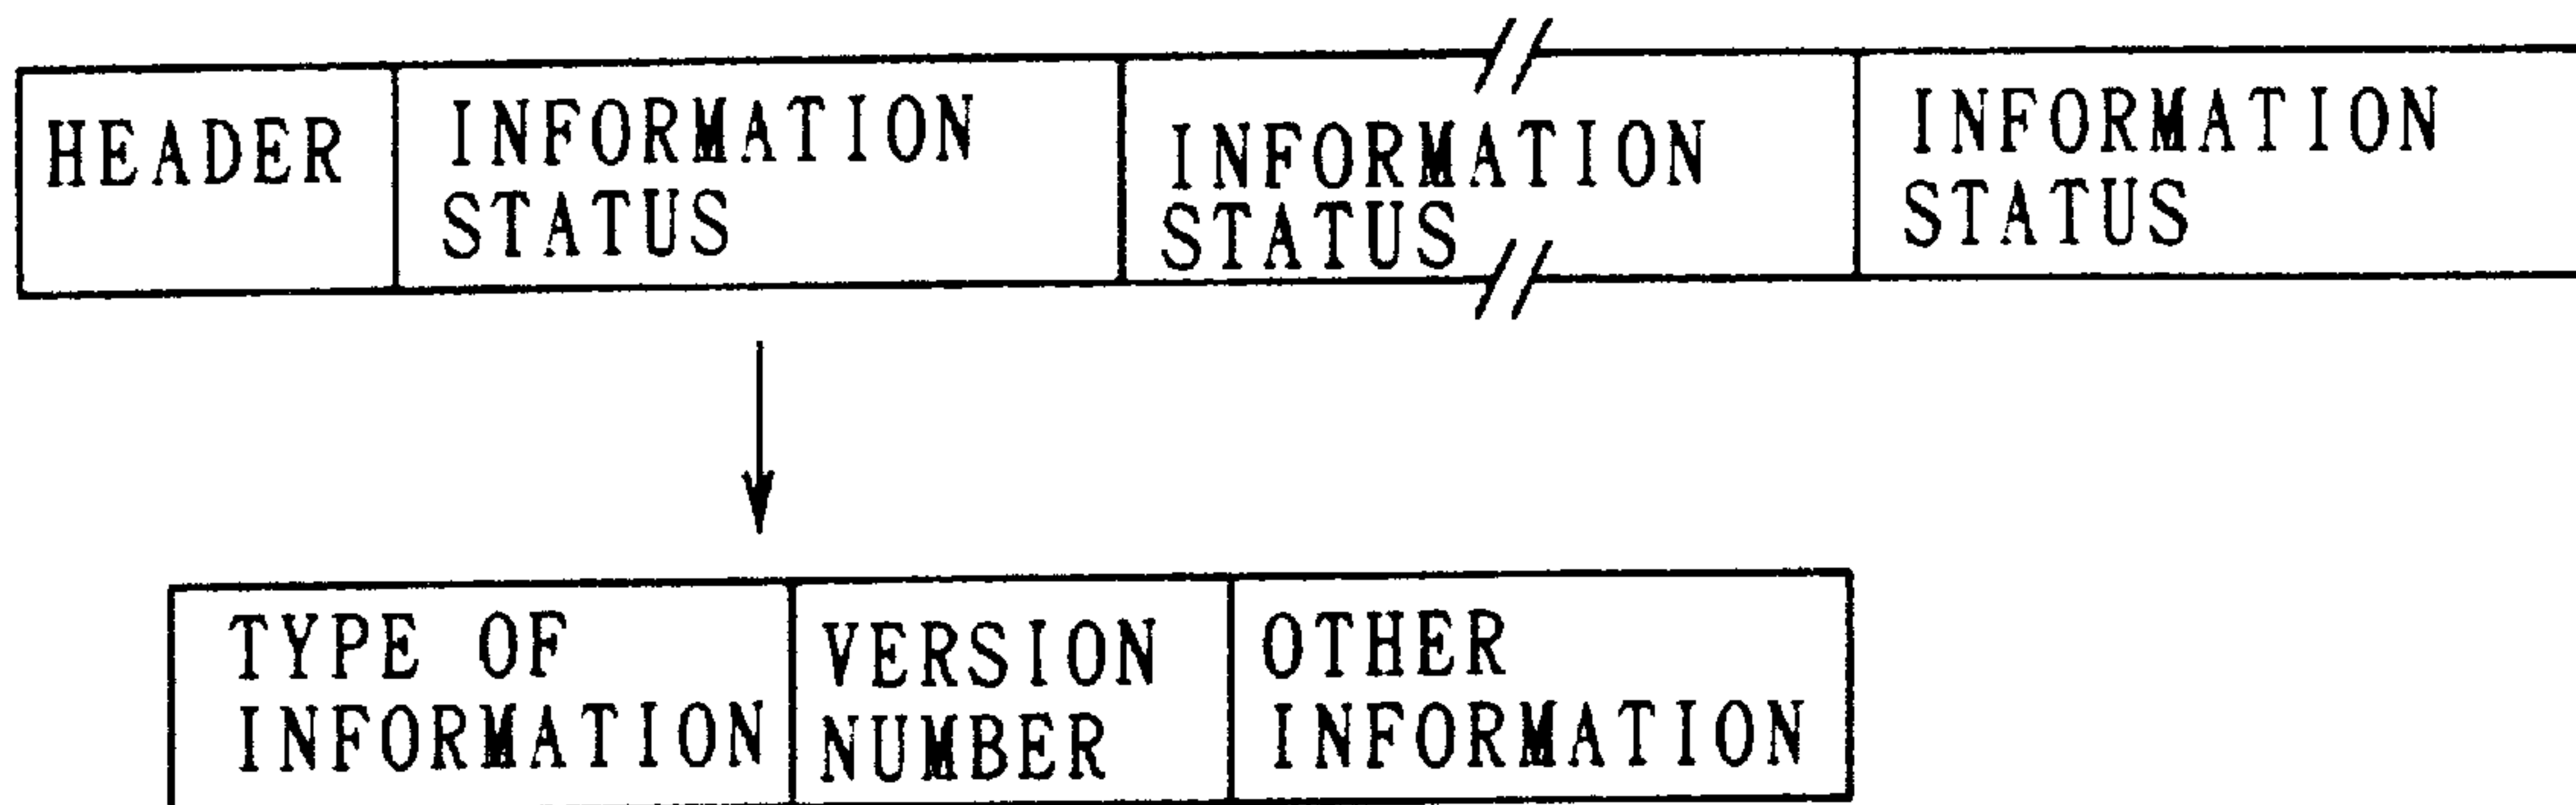 HEADER
INFORMATION
STATUS
INFORMATION
STATUS
INFORMATION
STATUS
TYPE OF
INFORMATION
VERSION
NUMBER
OTHER
INFORMATION